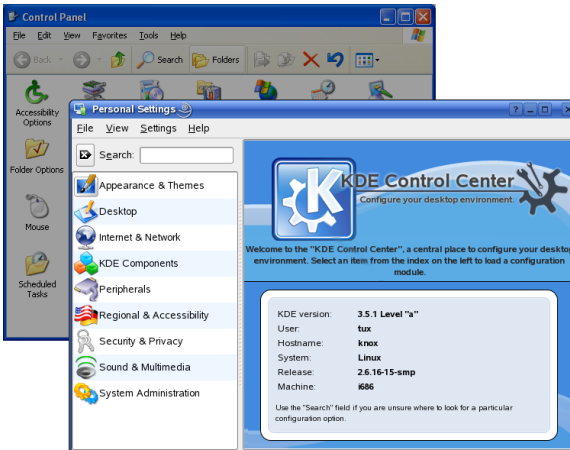 Control Panel
File Edit View Favorites Tools Help
Back Search Folders
Accessibility
Options
Folder Options
Mouse
Scheduled
Tasks
Personal Settings
File View Settings Help
Search:
Appearance & Themes
Desktop
Internet & Network
KDE Components
Peripherals
Regional & Accessibility
Security & Privacy
Sound & Multimedia
System Administration
KDE Control Center
Configure your desktop environment.
Welcome to the "KDE Control Center", a central place to configure your desktop
environment. Select an item from the index on the left to load a configuration
module.
KDE version: 3.5.1 Level "a"
User: tux
Hostname: knox
System: Linux
Release: 2.6.16-15-smp
Machine: i686
Use the "Search" field if you are unsure where to look for a particular
configuration option.